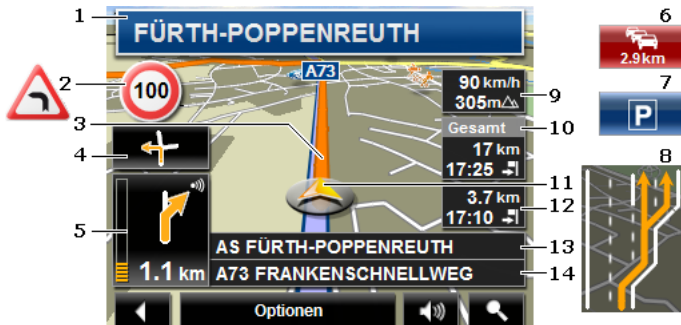 1
FÜRTH-POPPENREUTH
2
100
3
A73
4
5
1.1 km
90 km/h
305m
9
Gesamt
10
17 km
17:25
11
3.7 km
17:10
12
AS FÜRTH-POPPENREUTH
13
A73 FRANKENSCHNELLWEG
14
Optionen
6
2.9km
7
P
8